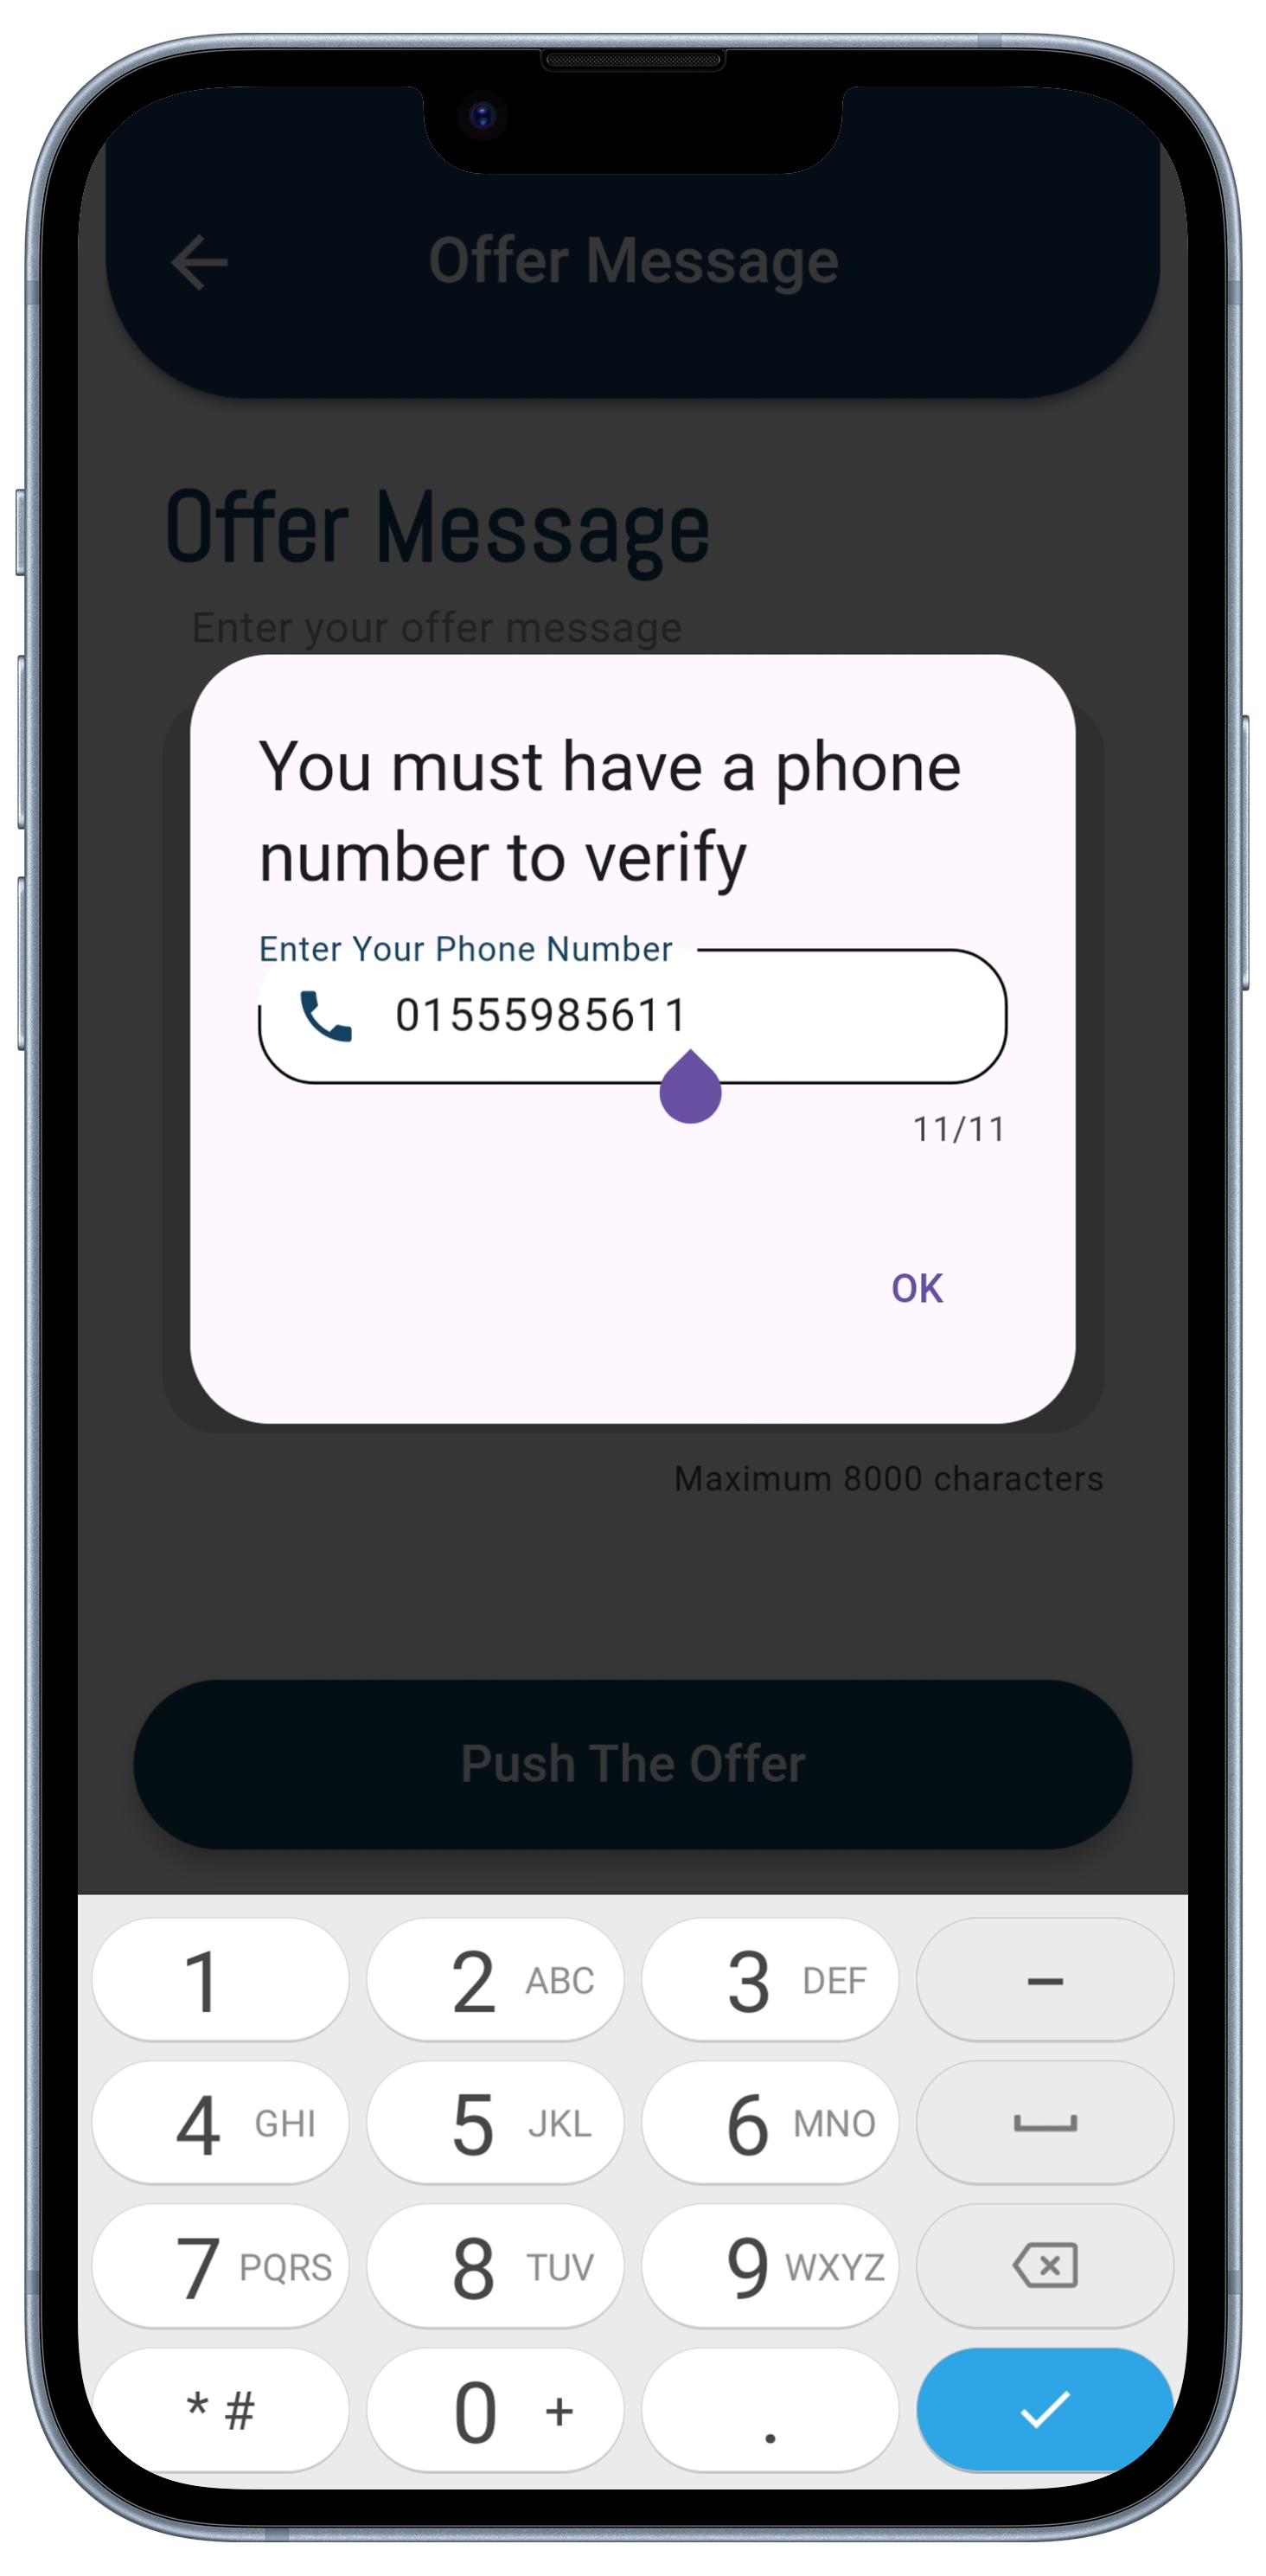 Offer Message
Offer Message
Enter your offer message
You must have a phone
number to verify
Enter Your Phone Number
01555985611
11/11
OK
Maximum 8000 characters
Push The Offer
1 2 ABC 3 DEF –
4 GHI 5 JKL 6 MNO
7 PQRS 8 TUV 9 WXYZ
* # 0 + .